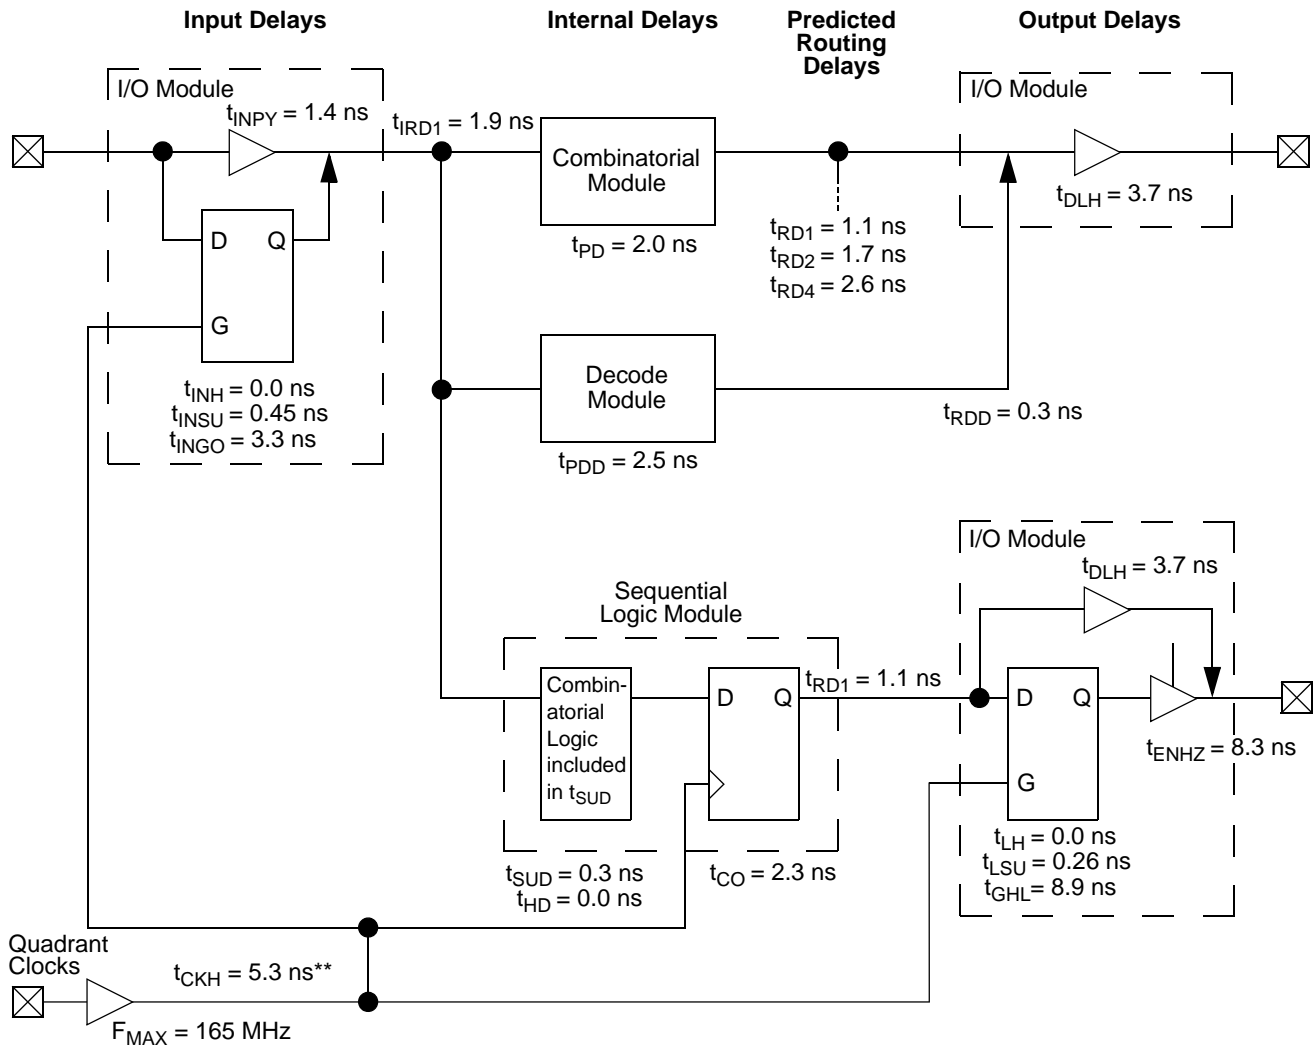 Input Delays
Internal Delays
Predicted
Routing
Delays
Output Delays
I/O Module
tINPY = 1.4 ns
tIRD1 = 1.9 ns
D Q
G
tINH = 0.0 ns
tINSU = 0.45 ns
tINGO = 3.3 ns
Combinatorial
Module
tPD = 2.0 ns
tRD1 = 1.1 ns
tRD2 = 1.7 ns
tRD4 = 2.6 ns
I/O Module
tDLH = 3.7 ns
Decode
Module
tPDD = 2.5 ns
tRDD = 0.3 ns
Sequential
Logic Module
Combin-
atorial
Logic
included
in tSUD
D Q
tSUD = 0.3 ns
tHD = 0.0 ns
tCO = 2.3 ns
tRD1 = 1.1 ns
I/O Module
tDLH = 3.7 ns
D Q
G
tENHZ = 8.3 ns
tLH = 0.0 ns
tLSU = 0.26 ns
tGHL = 8.9 ns
Quadrant
Clocks
tCKH = 5.3 ns**
FMAX = 165 MHz